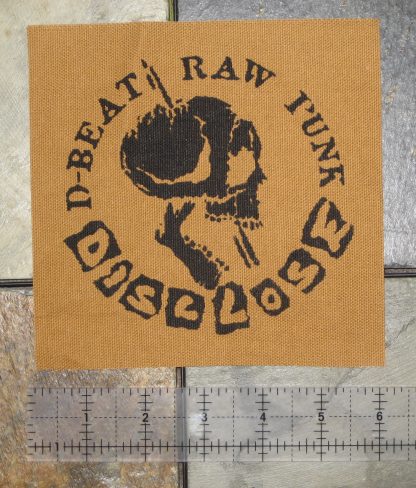 D-BEAT RAW PUNK
DISCLOSE
1 2 3 4 5 6